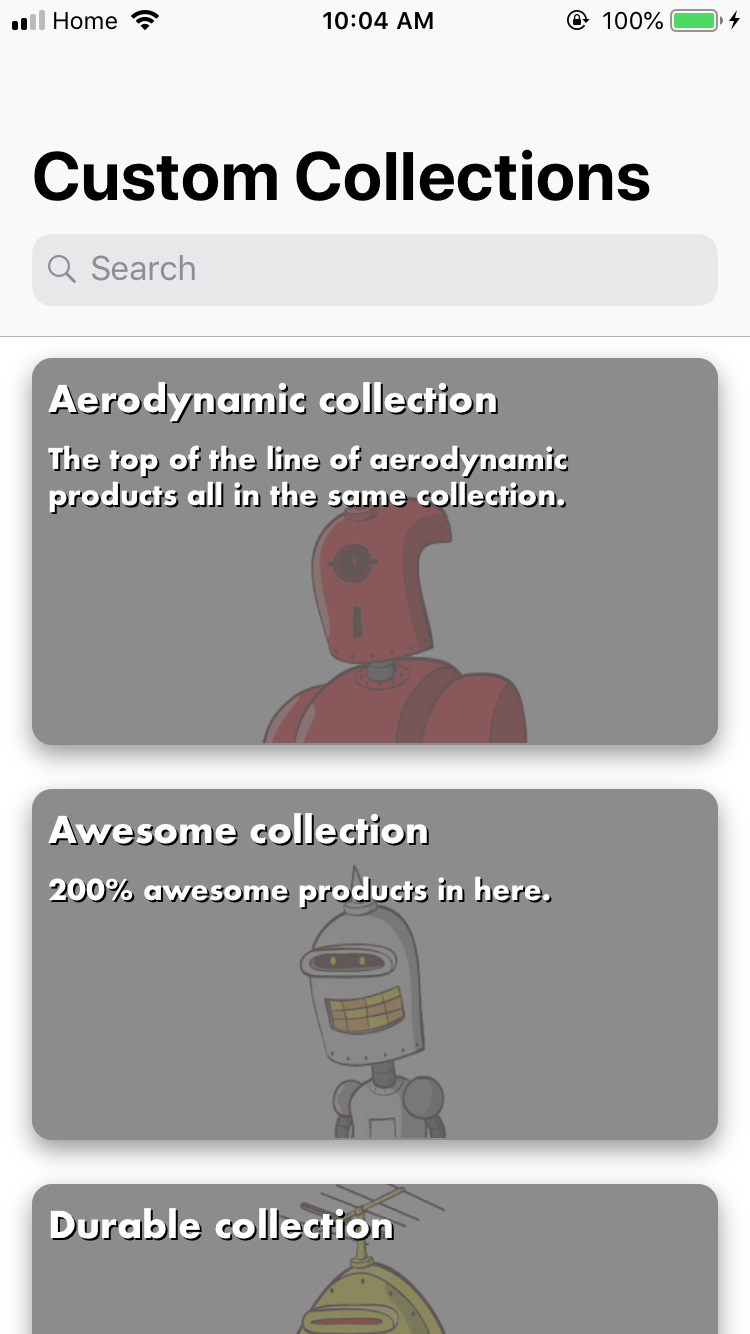 Home 10:04 AM 100%
Custom Collections
Search
Aerodynamic collection
The top of the line of aerodynamic
products all in the same collection.
Awesome collection
200% awesome products in here.
Durable collection